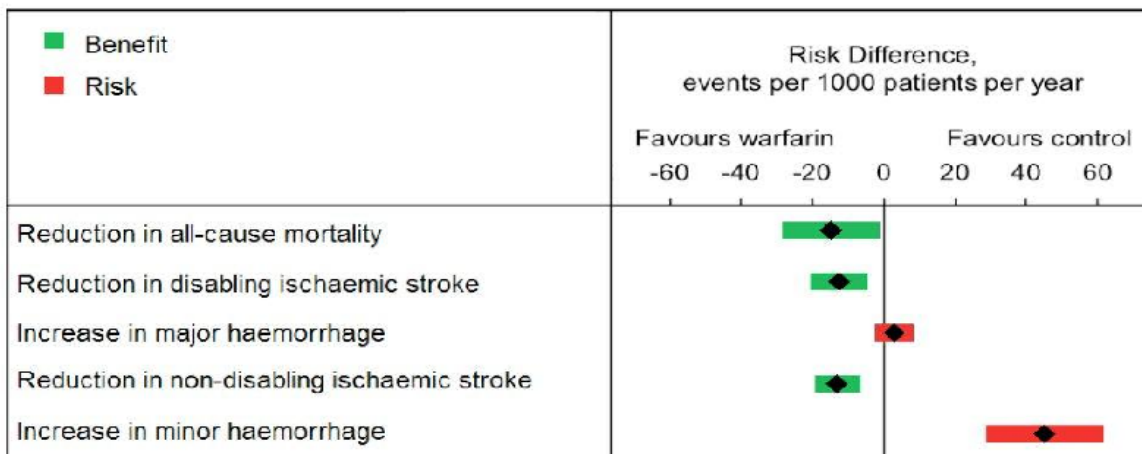 Benefit
Risk
Risk Difference,
events per 1000 patients per year
Favours warfarin Favours control
-60 -40 -20 0 20 40 60
Reduction in all-cause mortality
Reduction in disabling ischaemic stroke
Increase in major haemorrhage
Reduction in non-disabling ischaemic stroke
Increase in minor haemorrhage